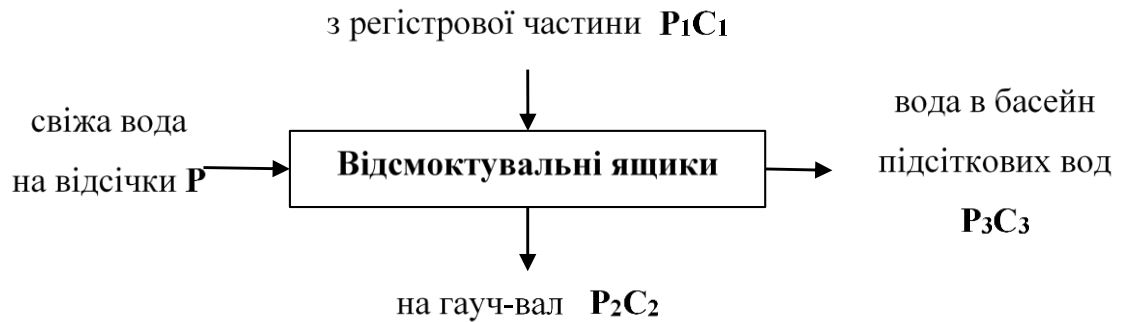 з регістрової частини P₁C₁
свіжа вода
на відсічки P
Відсмоктувальні ящики
вода в басейн
підсіткових вод
P₃C₃
на гауч-вал P₂C₂